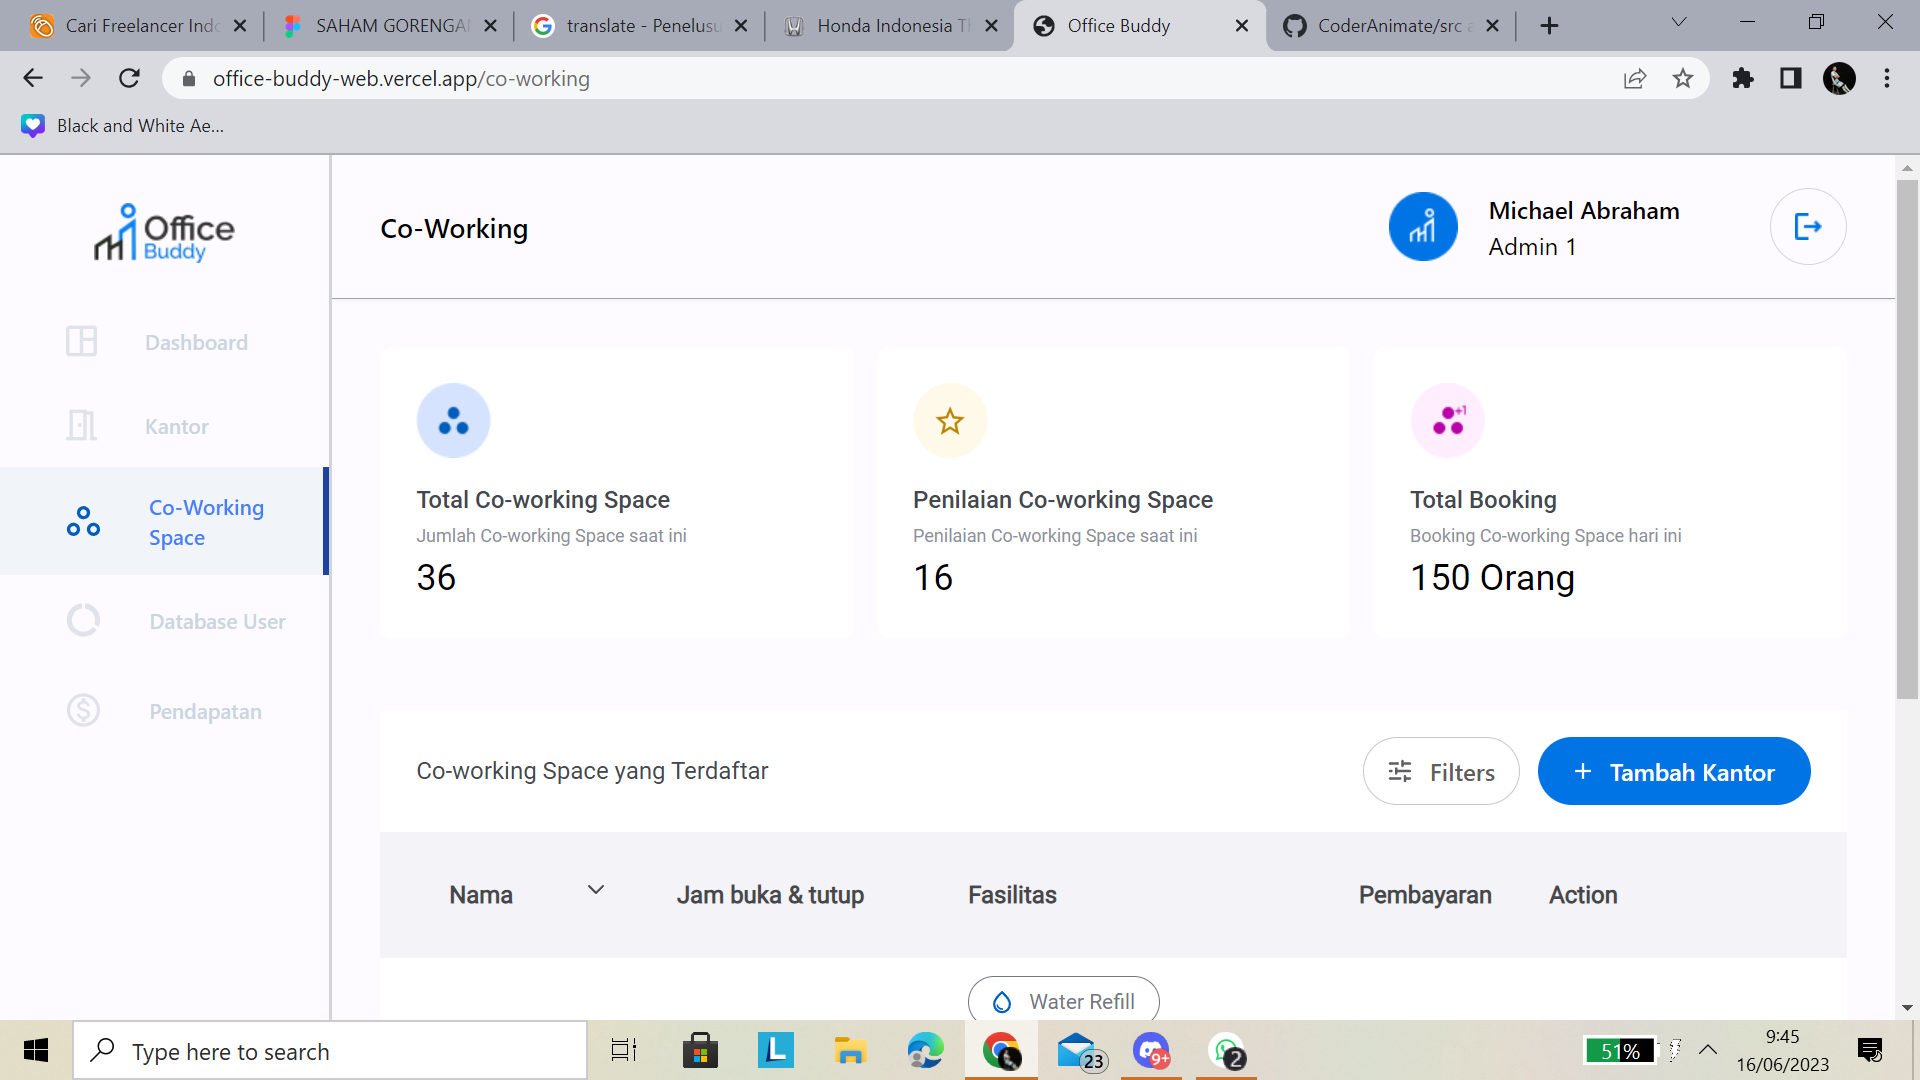 Cari Freelancer Indo
SAHAM GORENGAN
translate - Penelusu
Honda Indonesia
Office Buddy
CoderAnimate/src
office-buddy-web.vercel.app/co-working
Black and White Ae...
Office
Buddy
Co-Working
Michael Abraham
Admin 1
Dashboard
Kantor
Co-Working
Space
Database User
Pendapatan
Total Co-working Space
Jumlah Co-working Space saat ini
36
Penilaian Co-working Space
Penilaian Co-working Space saat ini
16
+1
Total Booking
Booking Co-working Space hari ini
150 Orang
Co-working Space yang Terdaftar
Filters
+ Tambah Kantor
Nama
Jam buka & tutup
Fasilitas
Pembayaran
Action
Water Refill
Type here to search
L
23
9+
2
51%
9:45
16/06/2023